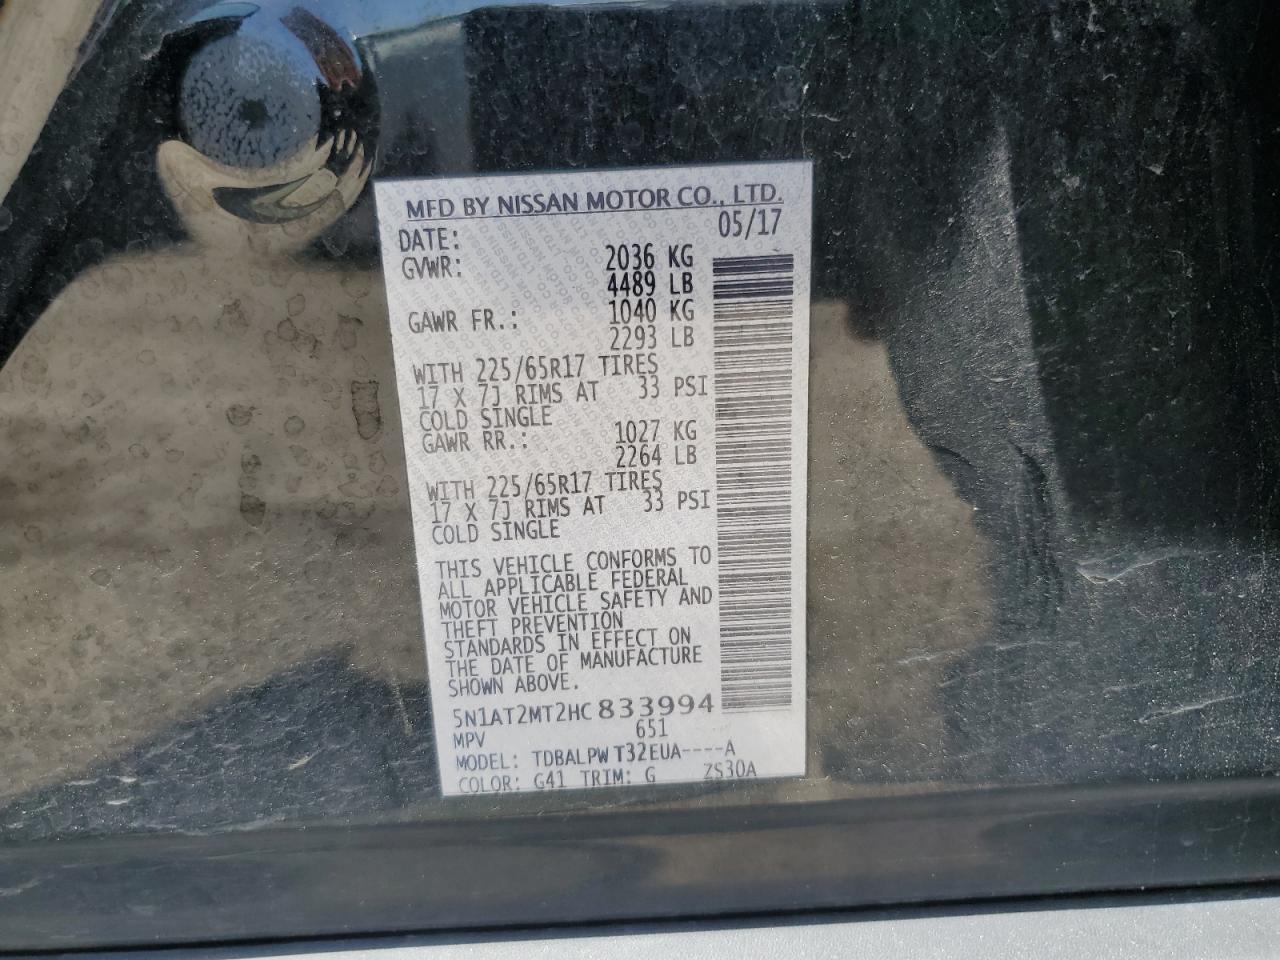 MFD BY NISSAN MOTOR CO., LTD.
DATE: 05/17
GVWR: 2036 KG
4489 LB
GAWR FR.: 1040 KG
2293 LB
WITH 225/65R17 TIRES
17 X 7J RIMS AT 33 PSI
COLD SINGLE
GAWR RR.: 1027 KG
2264 LB
WITH 225/65R17 TIRES
17 X 7J RIMS AT 33 PSI
COLD SINGLE
THIS VEHICLE CONFORMS TO
ALL APPLICABLE FEDERAL
MOTOR VEHICLE SAFETY AND
THEFT PREVENTION
STANDARDS IN EFFECT ON
THE DATE OF MANUFACTURE
SHOWN ABOVE.
5N1AT2MT2HC833994
MPV 651
MODEL: TDBALPW T32EUA----A
COLOR: G41 TRIM: G ZS30A